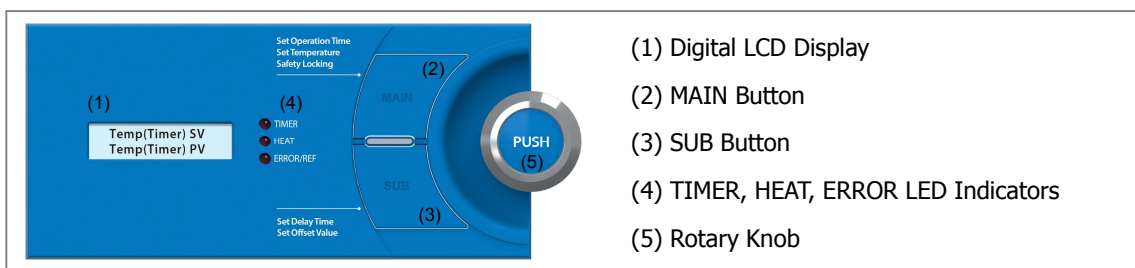 Set Operation Time
Set Temperature
Safety Locking
(2)
MAIN
(1)
(4)
TIMER
HEAT
ERROR/REF
Temp(Timer) SV
Temp(Timer) PV
PUSH
(5)
SUB
(3)
Set Delay Time
Set Offset Value
(1) Digital LCD Display
(2) MAIN Button
(3) SUB Button
(4) TIMER, HEAT, ERROR LED Indicators
(5) Rotary Knob